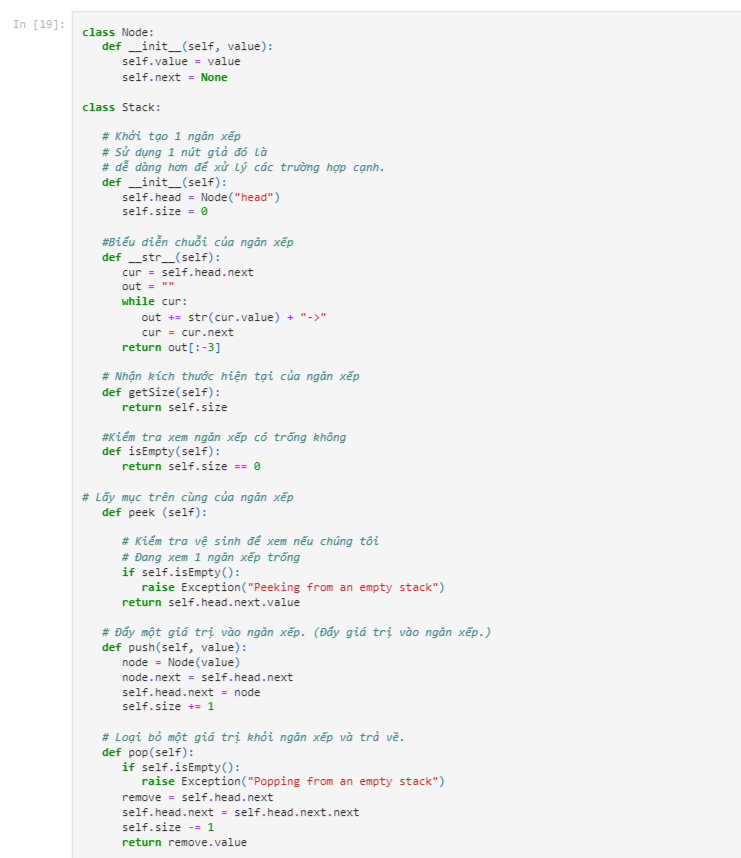 In [19]:
class Node:
def __init__(self, value):
self.value = value
self.next = None
class Stack:
# Khởi tạo 1 ngăn xếp
# Sử dụng 1 nút giả đó là
# dễ dàng hơn để xử lý các trường hợp cạnh.
def __init__(self):
self.head = Node("head")
self.size = 0
#Biểu diễn chuỗi của ngăn xếp
def __str__(self):
cur = self.head.next
out = ""
while cur:
out += str(cur.value) + "->"
cur = cur.next
return out[:-3]
# Nhận kích thước hiện tại của ngăn xếp
def getSize(self):
return self.size
#Kiểm tra xem ngăn xếp có trống không
def isEmpty(self):
return self.size == 0
# Lấy mục trên cùng của ngăn xếp
def peek (self):
# Kiểm tra vệ sinh để xem nếu chúng tôi
# Đang xem 1 ngăn xếp trống
if self.isEmpty():
raise Exception("Peeking from an empty stack")
return self.head.next.value
# Đẩy một giá trị vào ngăn xếp. (Đẩy giá trị vào ngăn xếp.)
def push(self, value):
node = Node(value)
node.next = self.head.next
self.head.next = node
self.size += 1
# Loại bỏ một giá trị khỏi ngăn xếp và trả về.
def pop(self):
if self.isEmpty():
raise Exception("Popping from an empty stack")
remove = self.head.next
self.head.next = self.head.next.next
self.size -= 1
return remove.value